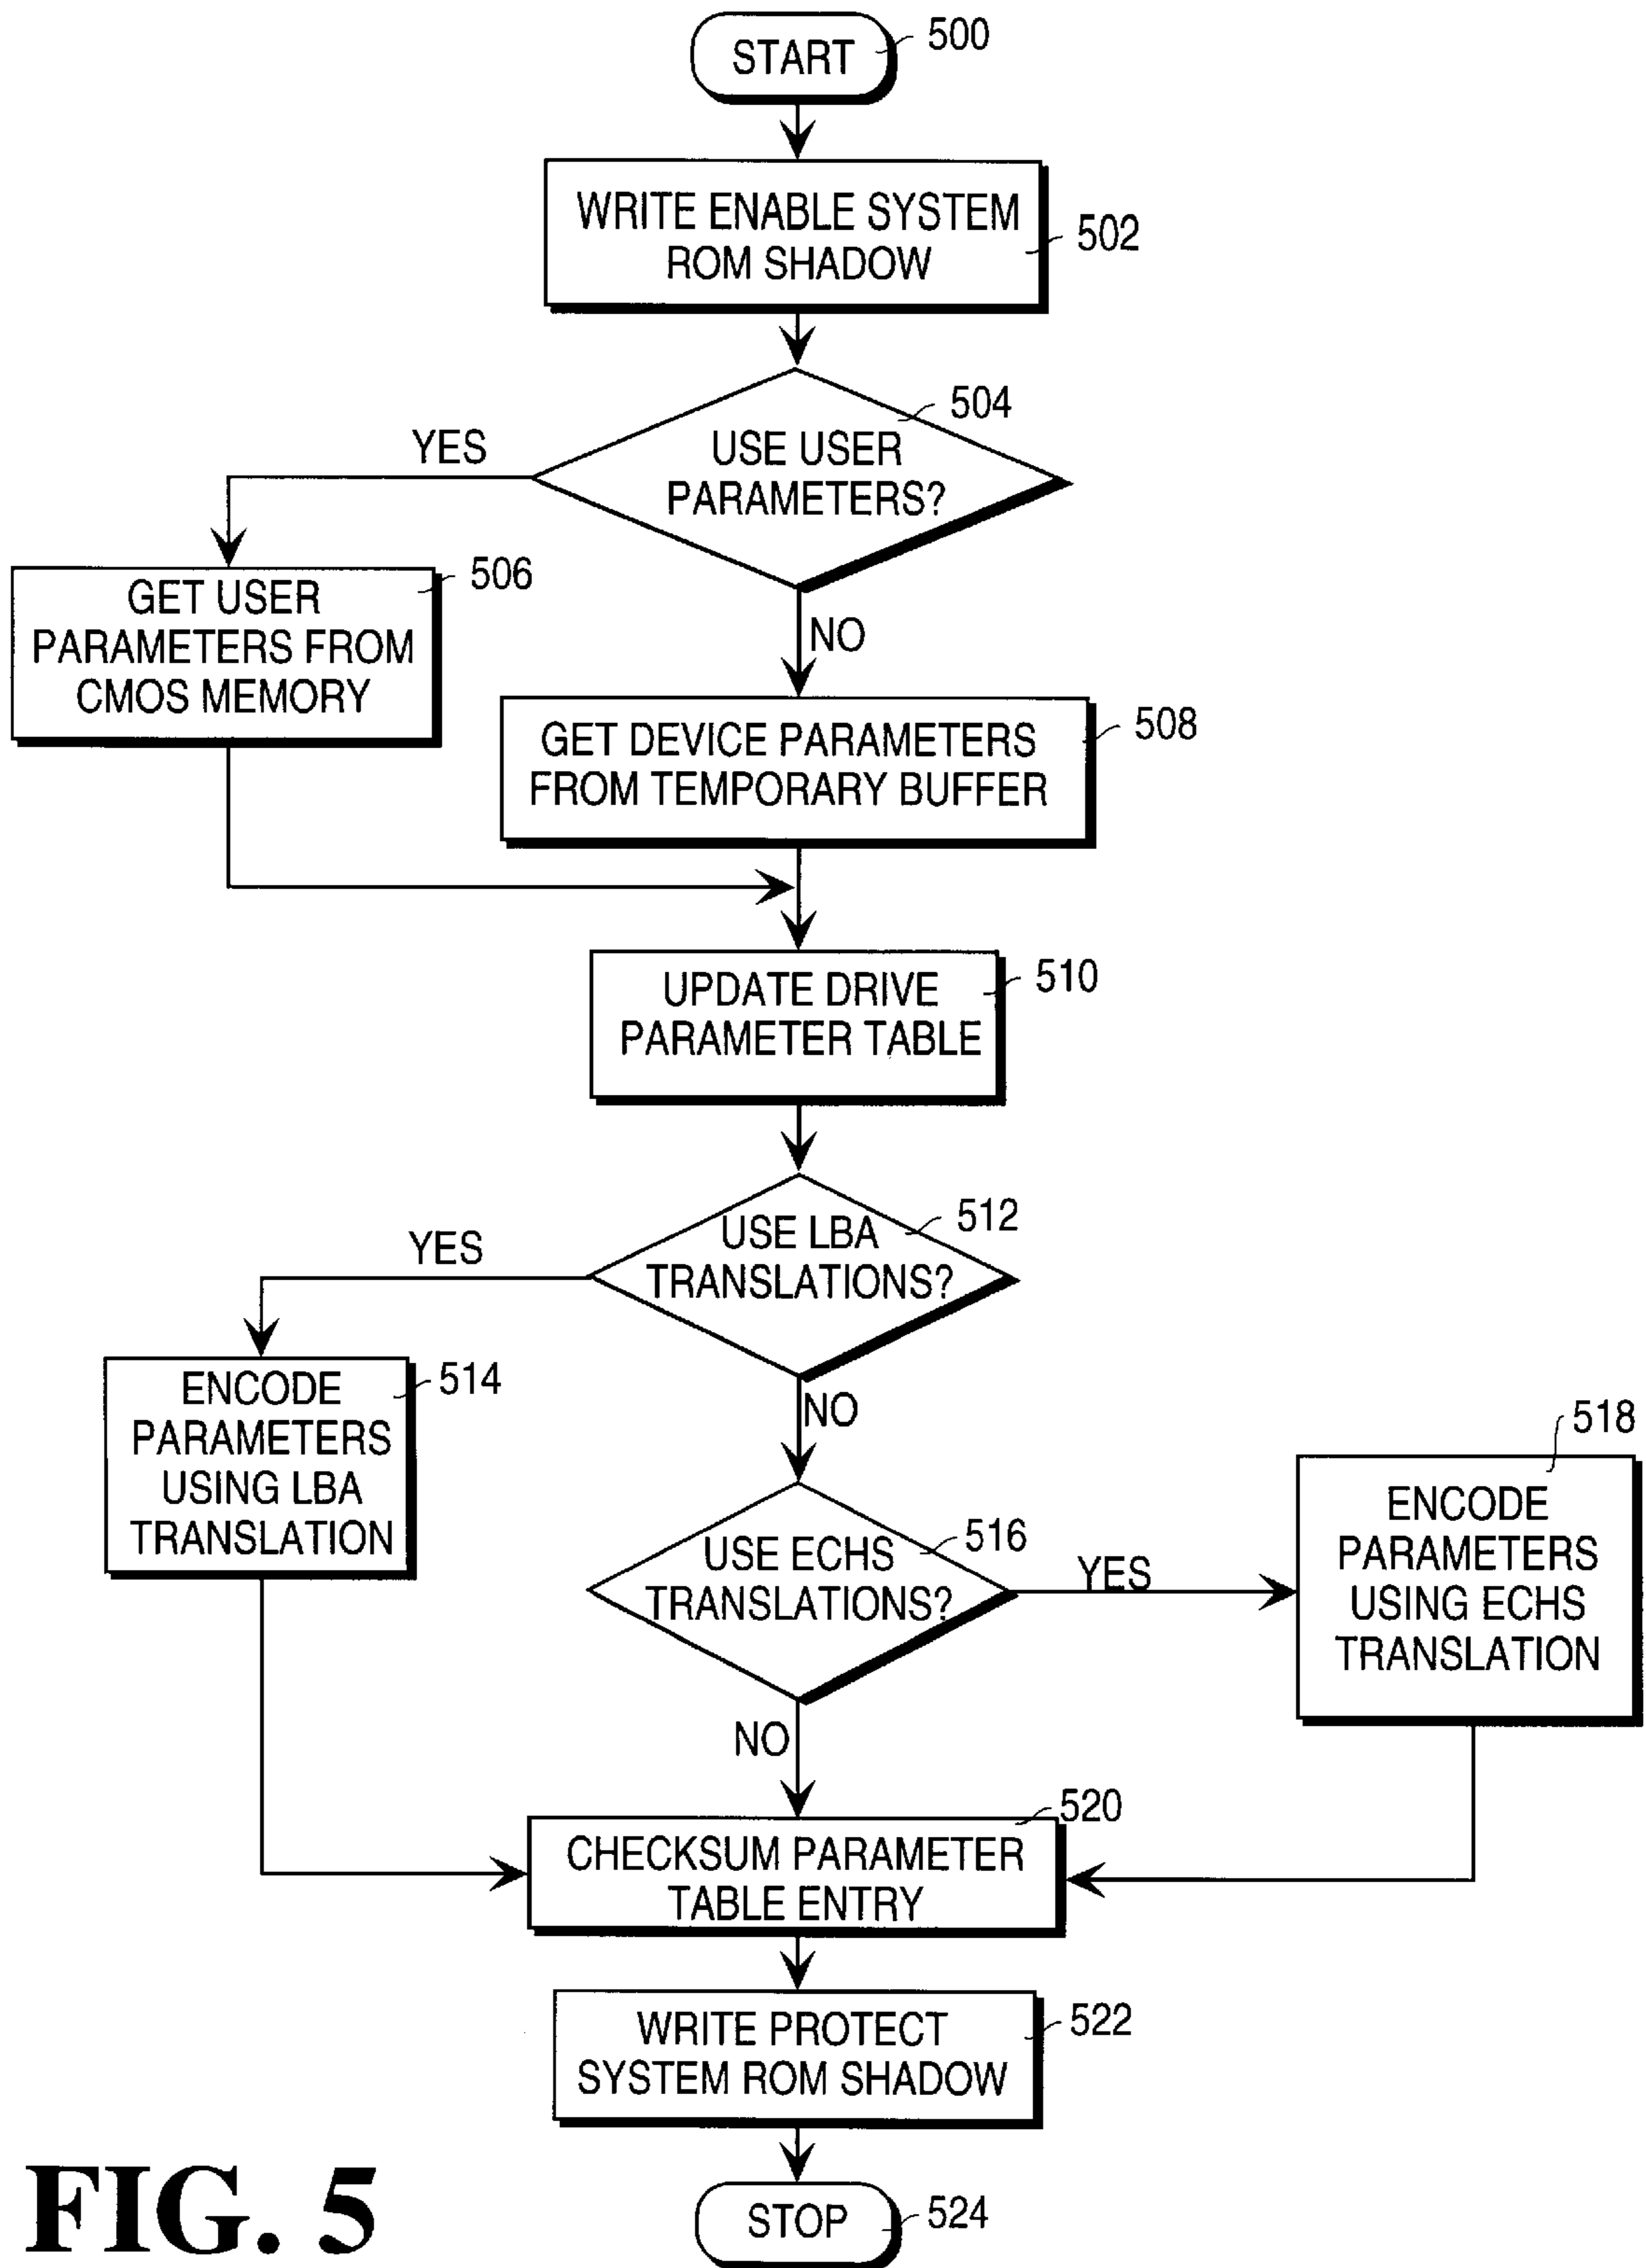 START
500
WRITE ENABLE SYSTEM
ROM SHADOW
502
504
USE USER
PARAMETERS?
YES
NO
506
GET USER
PARAMETERS FROM
CMOS MEMORY
508
GET DEVICE PARAMETERS
FROM TEMPORARY BUFFER
510
UPDATE DRIVE
PARAMETER TABLE
512
USE LBA
TRANSLATIONS?
YES
NO
514
ENCODE
PARAMETERS
USING LBA
TRANSLATION
516
USE ECHS
TRANSLATIONS?
YES
NO
518
ENCODE
PARAMETERS
USING ECHS
TRANSLATION
520
CHECKSUM PARAMETER
TABLE ENTRY
522
WRITE PROTECT
SYSTEM ROM SHADOW
STOP
524
FIG. 5